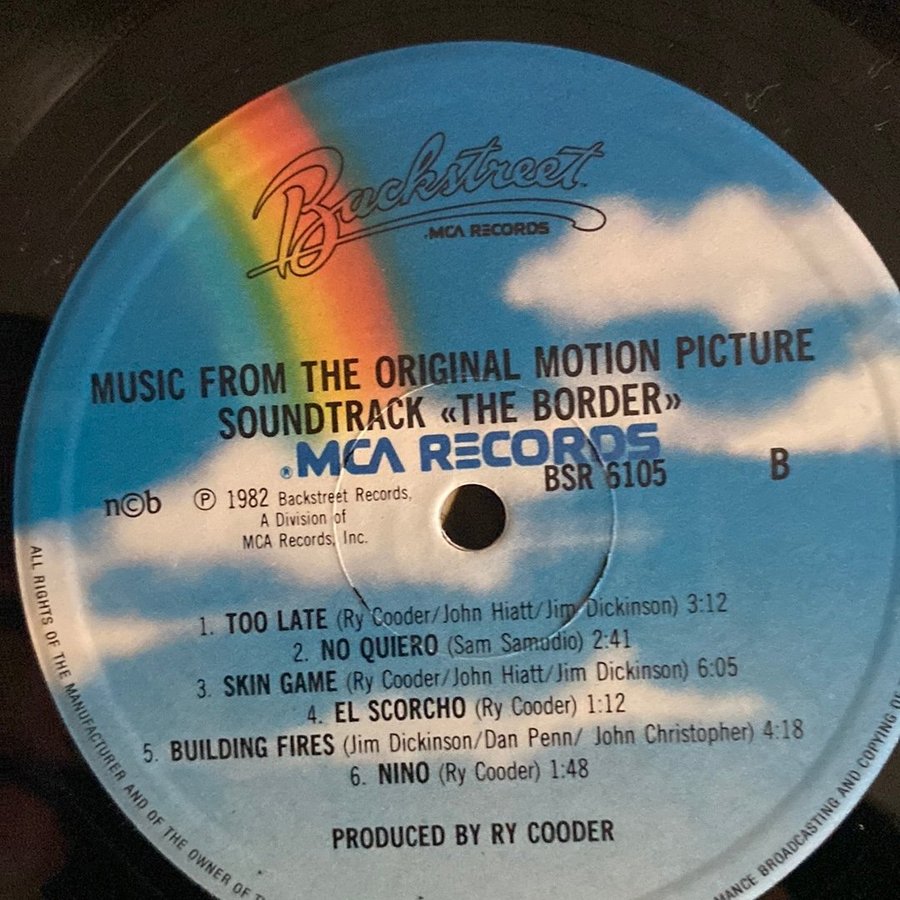 Backstreet
MCA RECORDS
MUSIC FROM THE ORIGINAL MOTION PICTURE
SOUNDTRACK «THE BORDER»
®MCA RECORDS
BSR 6105
B
n©b
℗ 1982 Backstreet Records,
A Division of
MCA Records, Inc.
1. TOO LATE (Ry Cooder/John Hiatt/Jim Dickinson) 3:12
2. NO QUIERO (Sam Samudio) 2:41
3. SKIN GAME (Ry Cooder/John Hiatt/Jim Dickinson) 6:05
4. EL SCORCHO (Ry Cooder) 1:12
5. BUILDING FIRES (Jim Dickinson/Dan Penn/ John Christopher) 4:18
6. NINO (Ry Cooder) 1:48
PRODUCED BY RY COODER
ALL RIGHTS OF THE MANUFACTURER AND OF THE OWNER OF
BROADCASTING AND COPYING OF